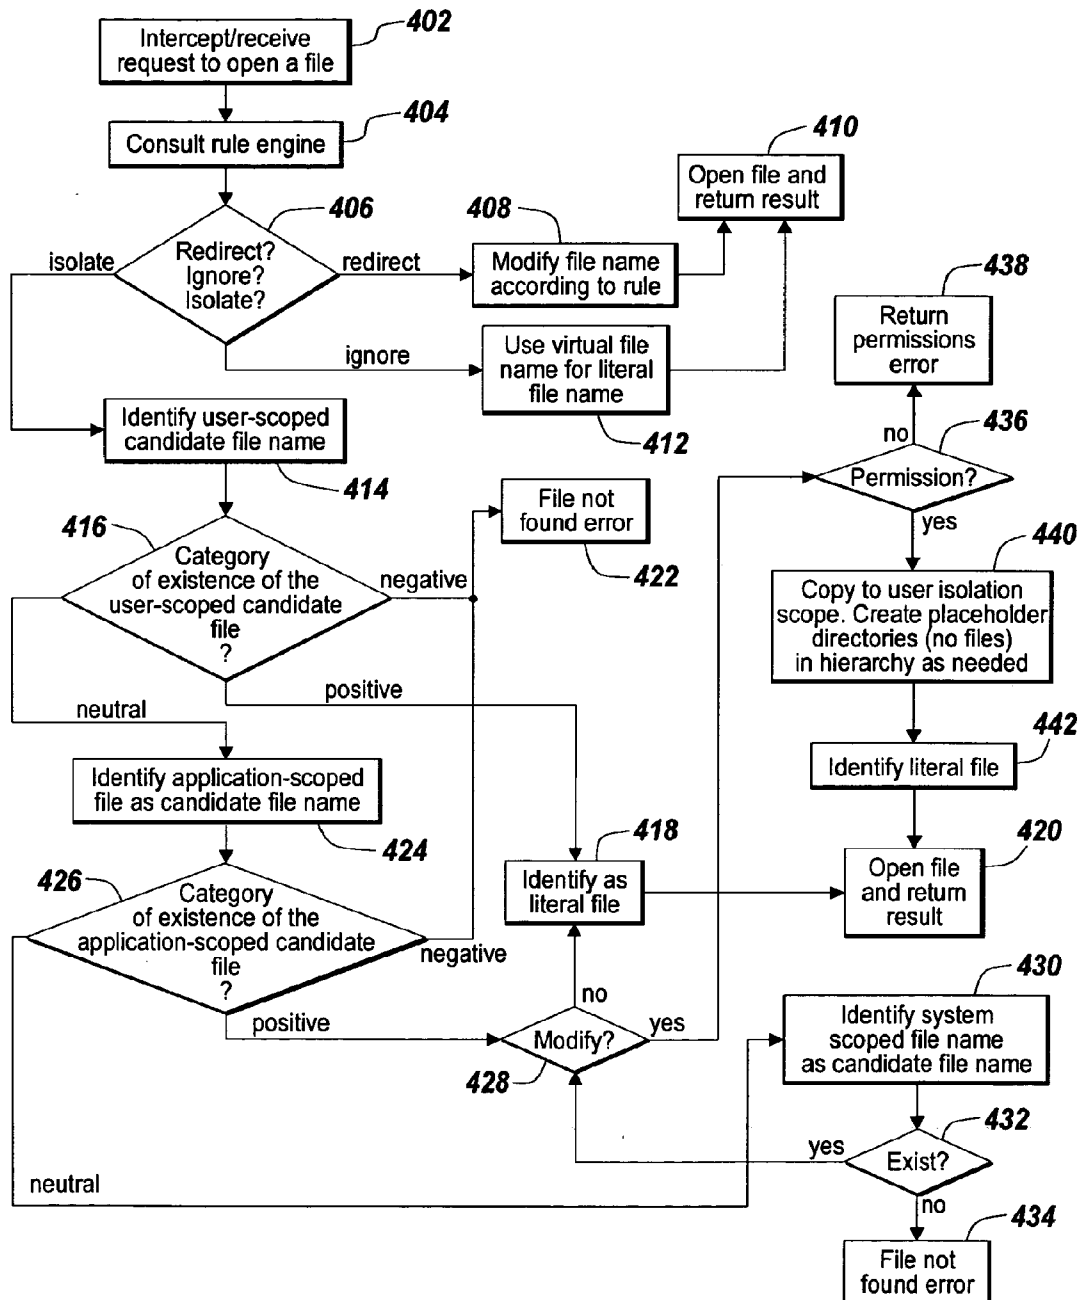 402
Intercept/receive
request to open a file
404
Consult rule engine
410
Open file and
return result
406
Redirect?
Ignore?
Isolate?
isolate
redirect
408
Modify file name
according to rule
438
Return
permissions
error
ignore
Use virtual file
name for literal
file name
412
Identify user-scoped
candidate file name
414
no
436
Permission?
yes
File not
found error
422
416
Category
of existence of the
user-scoped candidate
file
?
negative
440
Copy to user isolation
scope. Create placeholder
directories (no files)
in hierarchy as needed
positive
neutral
442
Identify literal file
Identify application-scoped
file as candidate file name
424
418
Identify as
literal file
420
Open file
and return
result
426
Category
of existence of the
application-scoped candidate
file
?
negative
positive
no
Modify?
yes
428
430
Identify system
scoped file name
as candidate file name
432
Exist?
yes
no
neutral
434
File not
found error